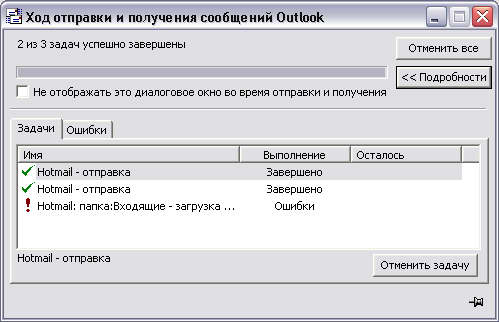 Ход отправки и получения сообщений Outlook
2 из 3 задач успешно завершены
Отменить все
<< Подробности
Не отображать это диалоговое окно во время отправки и получения
Задачи Ошибки
Имя Выполнение Осталось
Hotmail - отправка Завершено
Hotmail - отправка Завершено
Hotmail: папка:Входящие - загрузка ... Ошибки
Hotmail - отправка
Отменить задачу